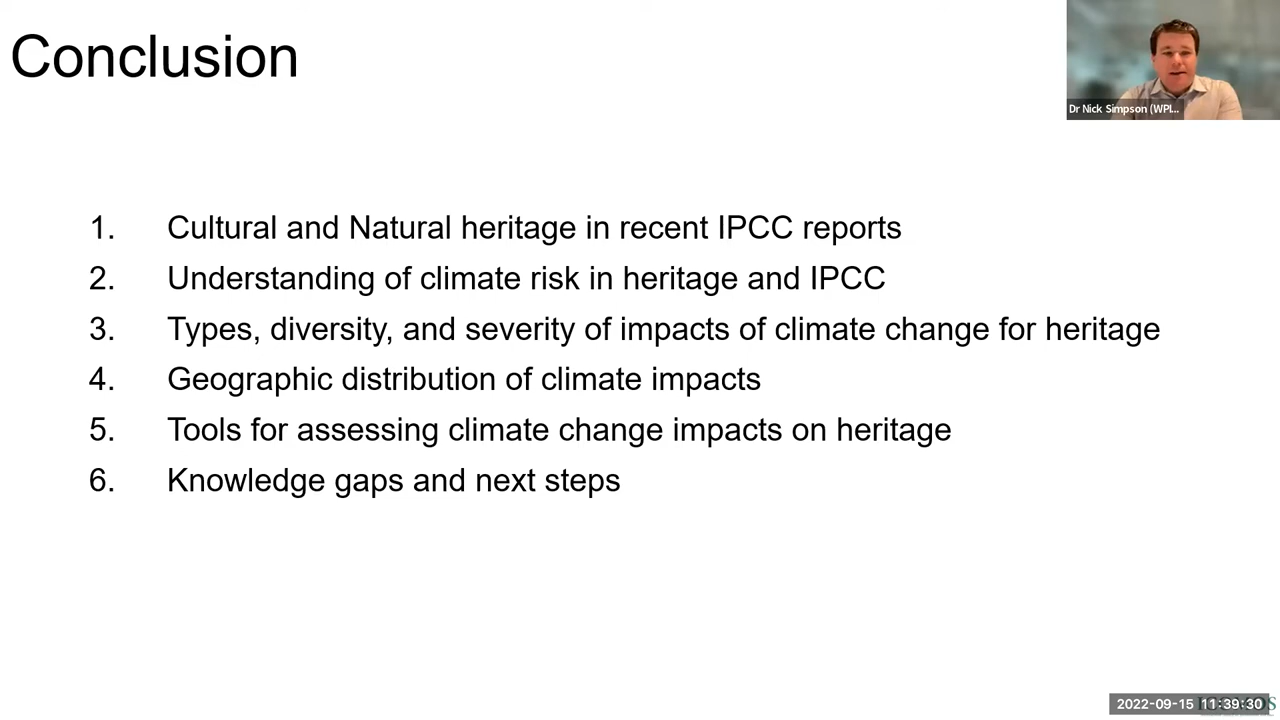 Conclusion
Dr Nick Simpson (WPI...
1. Cultural and Natural heritage in recent IPCC reports
2. Understanding of climate risk in heritage and IPCC
3. Types, diversity, and severity of impacts of climate change for heritage
4. Geographic distribution of climate impacts
5. Tools for assessing climate change impacts on heritage
6. Knowledge gaps and next steps
2022-09-15 11:39:30